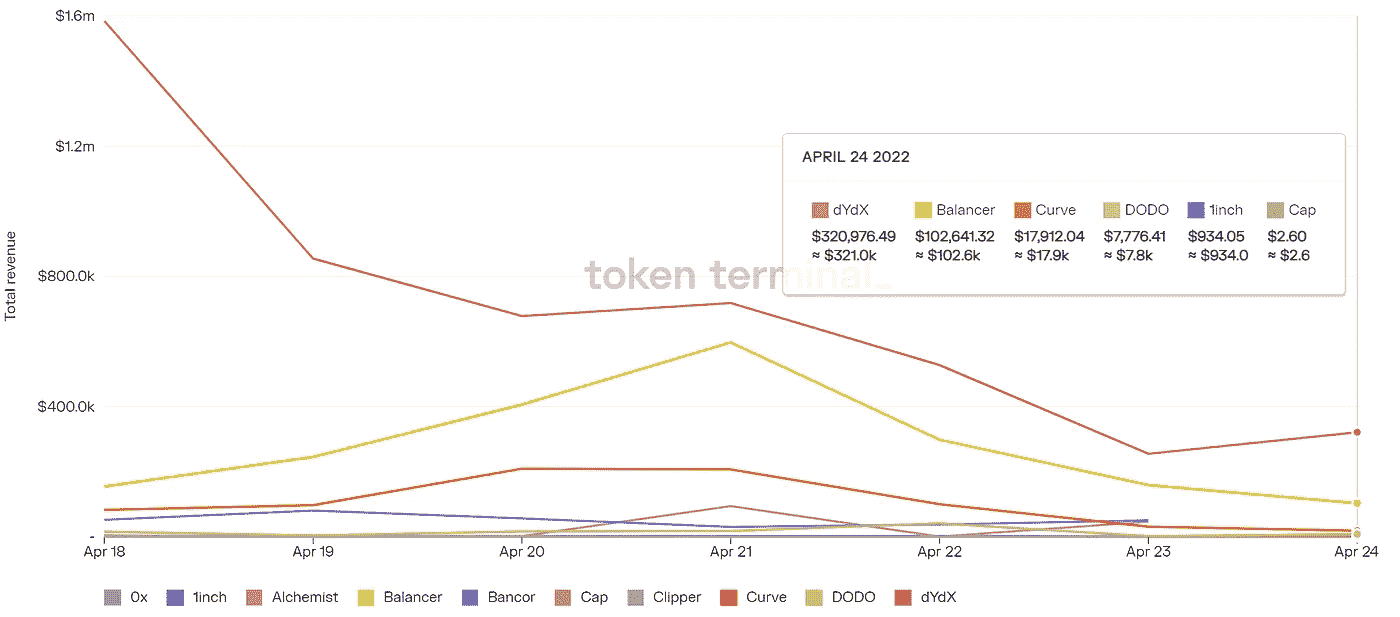 $1.6m
$1.2m
$800.0k
$400.0k
-
Total revenue
token terminal_
APRIL 24 2022
dYdX Balancer Curve DODO 1inch Cap
$320,976.49 $102,641.32 $17,912.04 $7,776.41 $934.05 $2.60
≈ $321.0k ≈ $102.6k ≈ $17.9k ≈ $7.8k ≈ $934.0 ≈ $2.6
Apr 18 Apr 19 Apr 20 Apr 21 Apr 22 Apr 23 Apr 24
0x 1inch Alchemist Balancer Bancor Cap Clipper Curve DODO dYdX